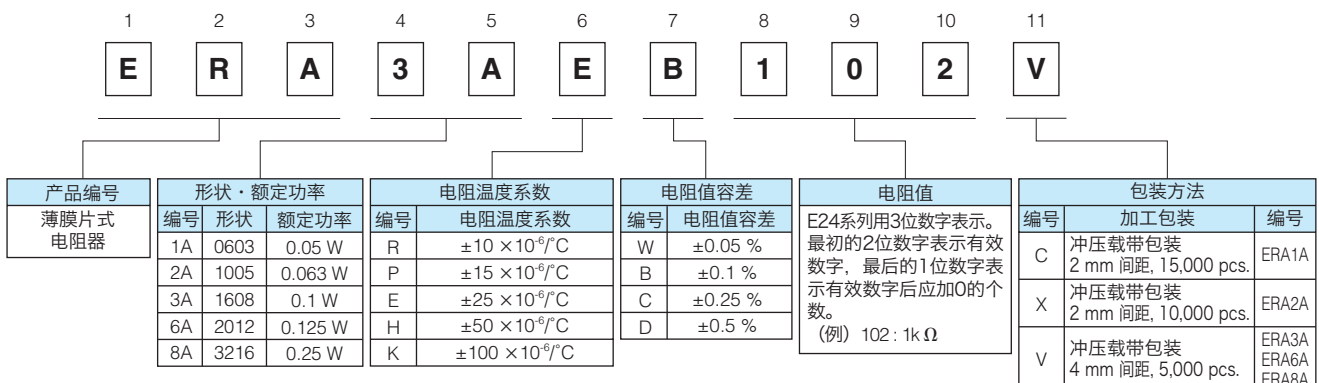 1 2 3 4 5 6 7 8 9 10 11
E R A 3 A E B 1 0 2 V
产品编号
薄膜片式
电阻器
形状・额定功率
编号 形状 额定功率
1A 0603 0.05 W
2A 1005 0.063 W
3A 1608 0.1 W
6A 2012 0.125 W
8A 3216 0.25 W
电阻温度系数
编号 电阻温度系数
R ±10 ×10⁻⁶/°C
P ±15 ×10⁻⁶/°C
E ±25 ×10⁻⁶/°C
H ±50 ×10⁻⁶/°C
K ±100 ×10⁻⁶/°C
电阻值容差
编号 电阻值容差
W ±0.05 %
B ±0.1 %
C ±0.25 %
D ±0.5 %
电阻值
E24系列用3位数字表示。
最初的2位数字表示有效
数字，最后的1位数字表
示有效数字后应加0的个
数。
（例）102 : 1k Ω
包装方法
编号 加工包装 编号
C 冲压载带包装 ERA1A
2 mm 间距, 15,000 pcs.
X 冲压载带包装 ERA2A
2 mm 间距, 10,000 pcs.
V 冲压载带包装 ERA3A
4 mm 间距, 5,000 pcs. ERA6A
ERA8A